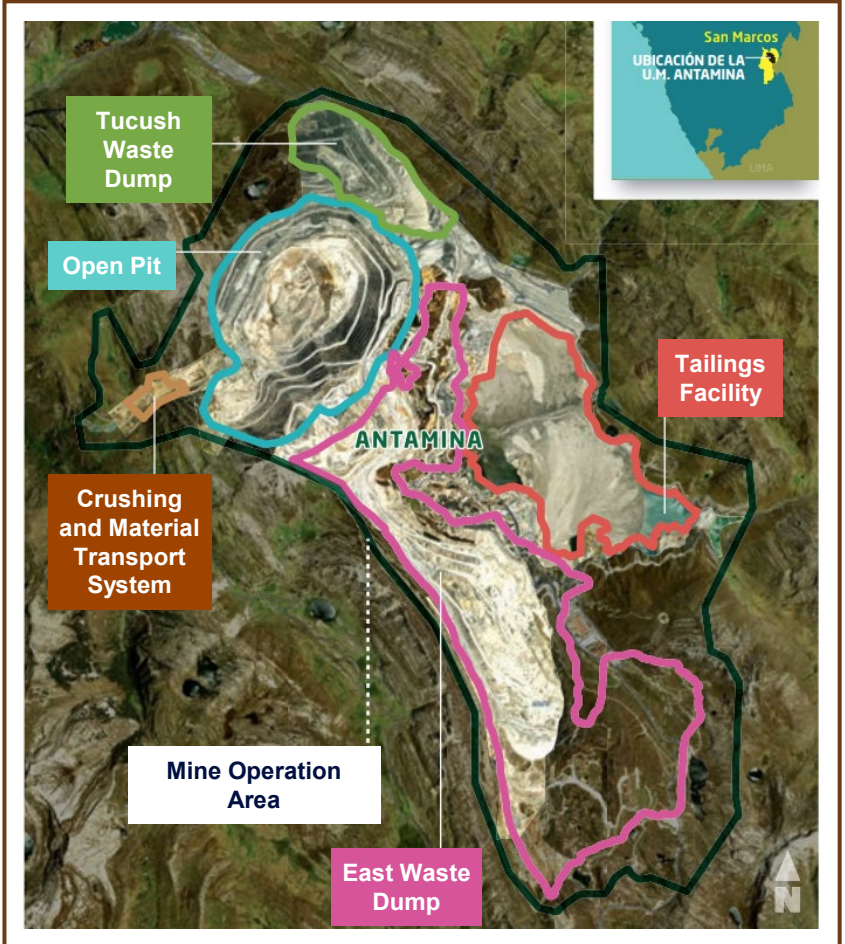 San Marcos
UBICACIÓN DE LA
U.M. ANTAMINA
LIMA
Tucush
Waste
Dump
Open Pit
Tailings
Facility
ANTAMINA
Crushing
and Material
Transport
System
Mine Operation
Area
East Waste
Dump
N